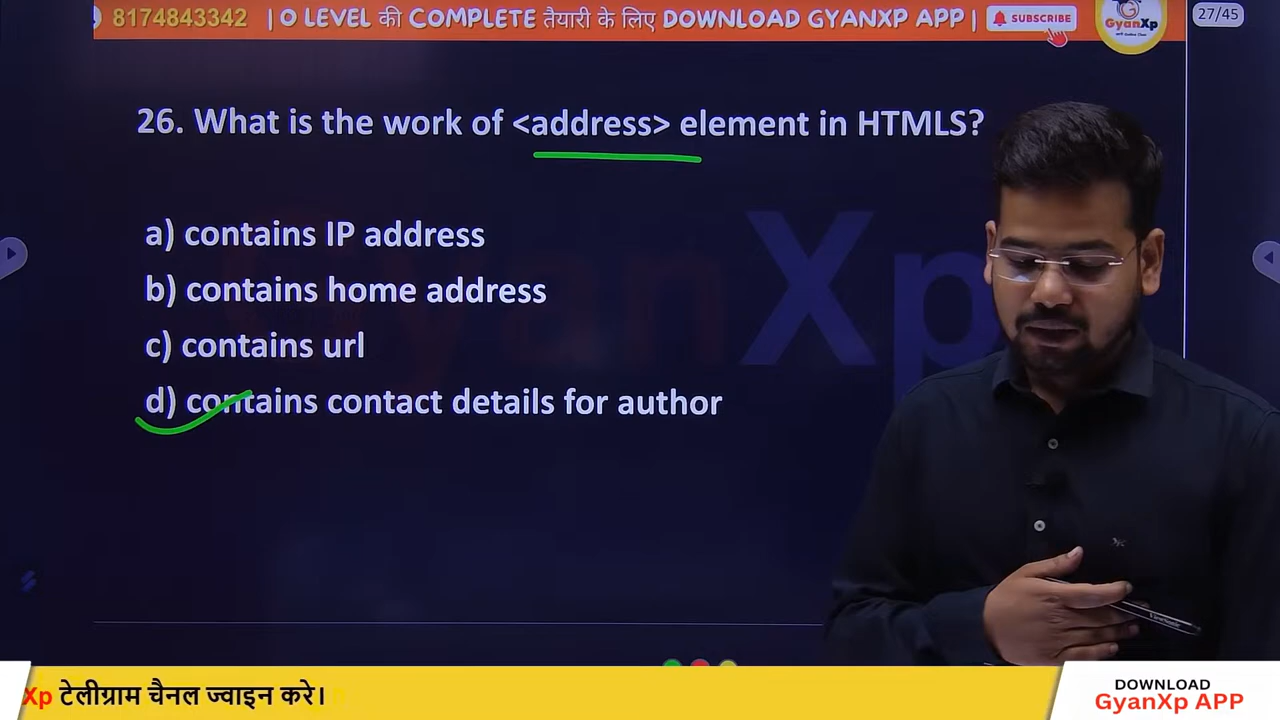 8174843342 | O LEVEL की COMPLETE तैयारी के लिए DOWNLOAD GYANXP APP | SUBSCRIBE GyanXp 27/45
26. What is the work of <address> element in HTMLS?
a) contains IP address
b) contains home address
c) contains url
d) contains contact details for author
GyanXp
Xp टेलीग्राम चैनल ज्वाइन करे।
DOWNLOAD
GyanXp APP